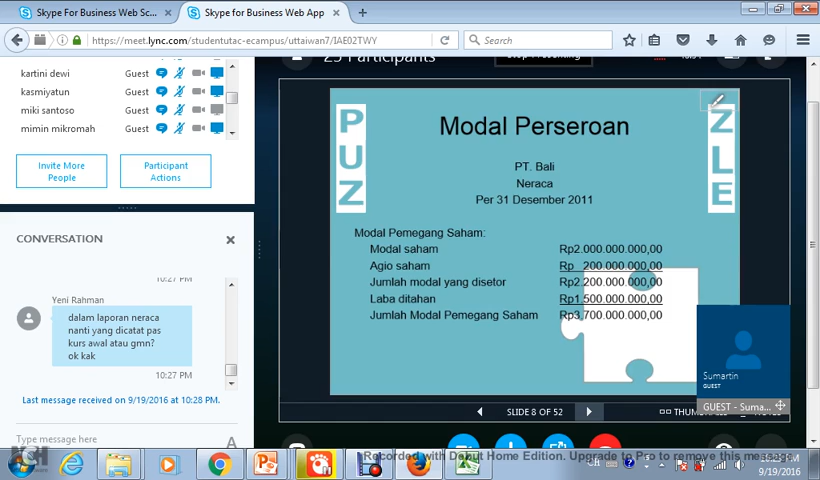 Skype For Business Web Sc...
Skype for Business Web App
https://meet.lync.com/studentutac-ecampus/uttaiwan7/IAE02TWY
Search
kartini dewi Guest
kasmiyatun Guest
miki santoso Guest
mimin mikromah Guest
Invite More People
Participant Actions
CONVERSATION
10:27 PM
Yeni Rahman
dalam laporan neraca
nanti yang dicatat pas
kurs awal atau gmn?
ok kak
10:27 PM
Last message received on 9/19/2016 at 10:28 PM.
Type message here
25 Participants
Stop Presenting
PUZ
ZLE
Modal Perseroan
PT. Bali
Neraca
Per 31 Desember 2011
Modal Pemegang Saham:
Modal saham Rp2.000.000.000,00
Agio saham Rp 200.000.000,00
Jumlah modal yang disetor Rp2.200.000.000,00
Laba ditahan Rp1.500.000.000,00
Jumlah Modal Pemegang Saham Rp3.700.000.000,00
Sumartin
GUEST
GUEST - Suma...
SLIDE 8 OF 52
Recorded with Debut Home Edition. Upgrade to Pro to remove this message
CH
9/19/2016